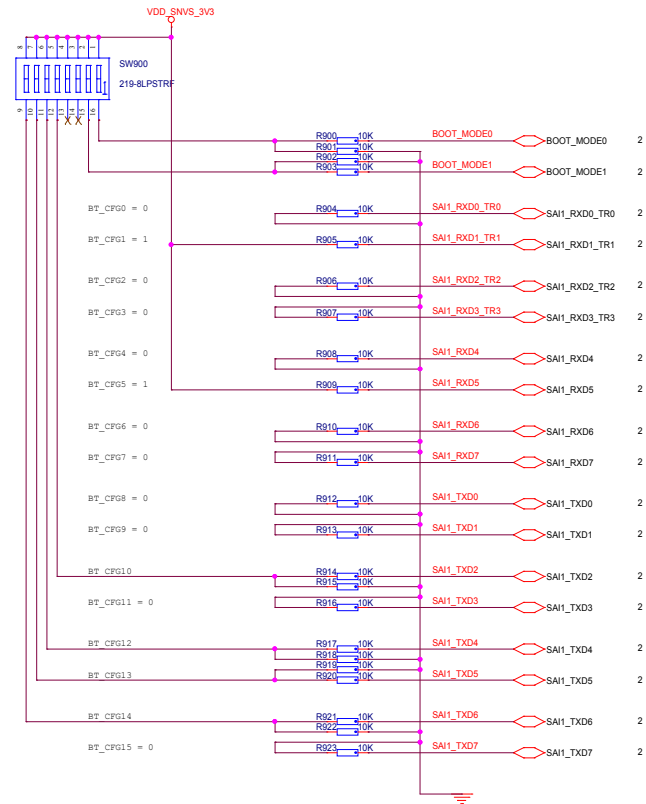 VDD_SNVS_3V3
8 7 6 5 4 3 2 1
SW900
219-8LPSTRF
9 10 11 12 13 14 15 16
R900 10K BOOT_MODE0 BOOT_MODE0 2
R901 10K
R902 10K
R903 10K BOOT_MODE1 BOOT_MODE1 2
BT_CFG0 = 0 R904 10K SAI1_RXD0_TR0 SAI1_RXD0_TR0 2
BT_CFG1 = 1 R905 10K SAI1_RXD1_TR1 SAI1_RXD1_TR1 2
BT_CFG2 = 0 R906 10K SAI1_RXD2_TR2 SAI1_RXD2_TR2 2
BT_CFG3 = 0 R907 10K SAI1_RXD3_TR3 SAI1_RXD3_TR3 2
BT_CFG4 = 0 R908 10K SAI1_RXD4 SAI1_RXD4 2
BT_CFG5 = 1 R909 10K SAI1_RXD5 SAI1_RXD5 2
BT_CFG6 = 0 R910 10K SAI1_RXD6 SAI1_RXD6 2
BT_CFG7 = 0 R911 10K SAI1_RXD7 SAI1_RXD7 2
BT_CFG8 = 0 R912 10K SAI1_TXD0 SAI1_TXD0 2
BT_CFG9 = 0 R913 10K SAI1_TXD1 SAI1_TXD1 2
BT_CFG10 R914 10K SAI1_TXD2 SAI1_TXD2 2
R915 10K
BT_CFG11 = 0 R916 10K SAI1_TXD3 SAI1_TXD3 2
BT_CFG12 R917 10K SAI1_TXD4 SAI1_TXD4 2
R918 10K
R919 10K
BT_CFG13 R920 10K SAI1_TXD5 SAI1_TXD5 2
BT_CFG14 R921 10K SAI1_TXD6 SAI1_TXD6 2
R922 10K
BT_CFG15 = 0 R923 10K SAI1_TXD7 SAI1_TXD7 2